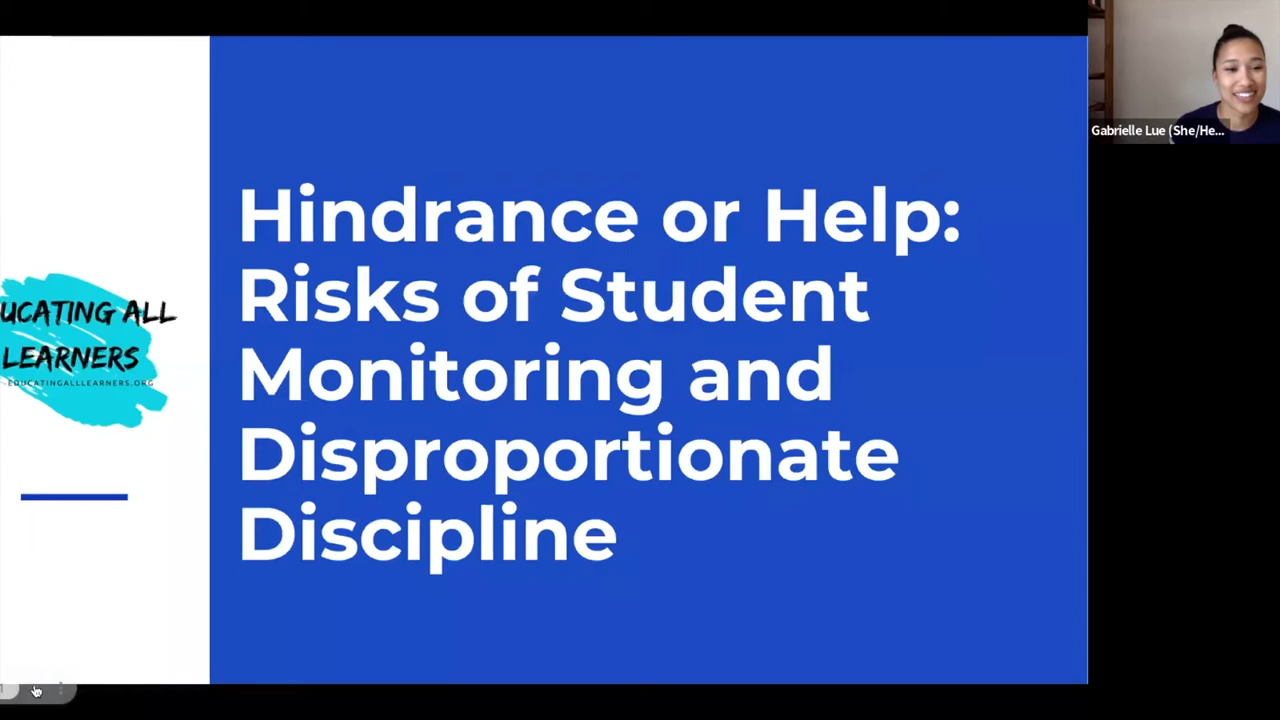 Hindrance or Help:
Risks of Student
Monitoring and
Disproportionate
Discipline
UCATING ALL
LEARNERS
EDUCATINGALLLEARNERS.ORG
Gabrielle Lue (She/He...